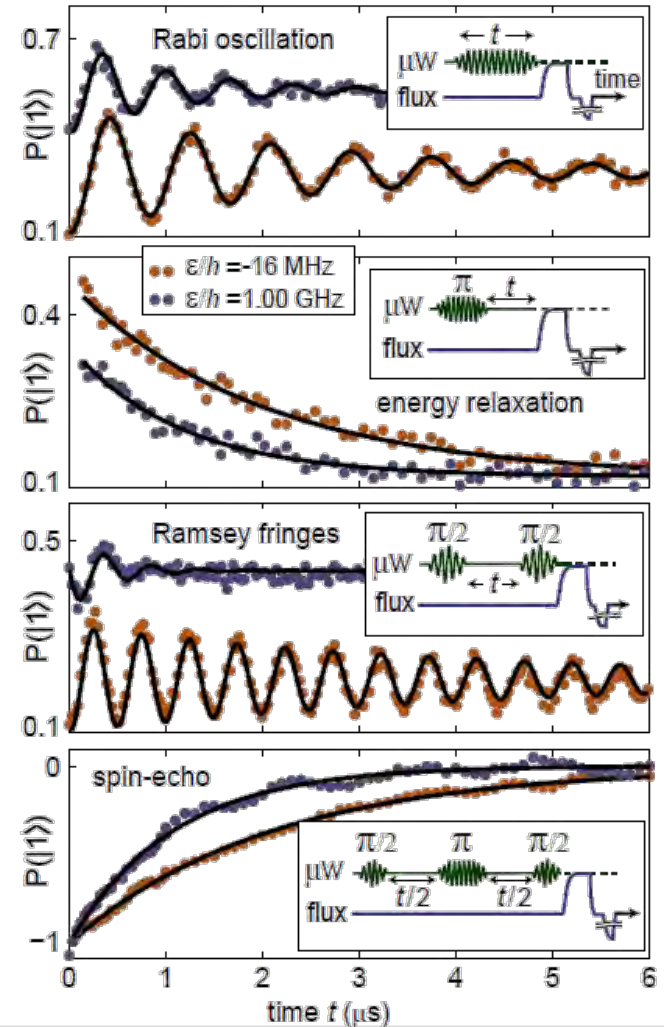 0.7
Rabi oscillation
t
μW
flux
time
P(|1⟩)
0.1
ε/h =-16 MHz
ε/h =1.00 GHz
π
t
μW
flux
0.4
P(|1⟩)
energy relaxation
0.1
Ramsey fringes
π/2 π/2
μW
t
flux
0.5
P(|1⟩)
0.1
0
spin-echo
π/2 π π/2
μW
t/2 t/2
flux
P(|1⟩)
−1
0 1 2 3 4 5 6
time t (μs)